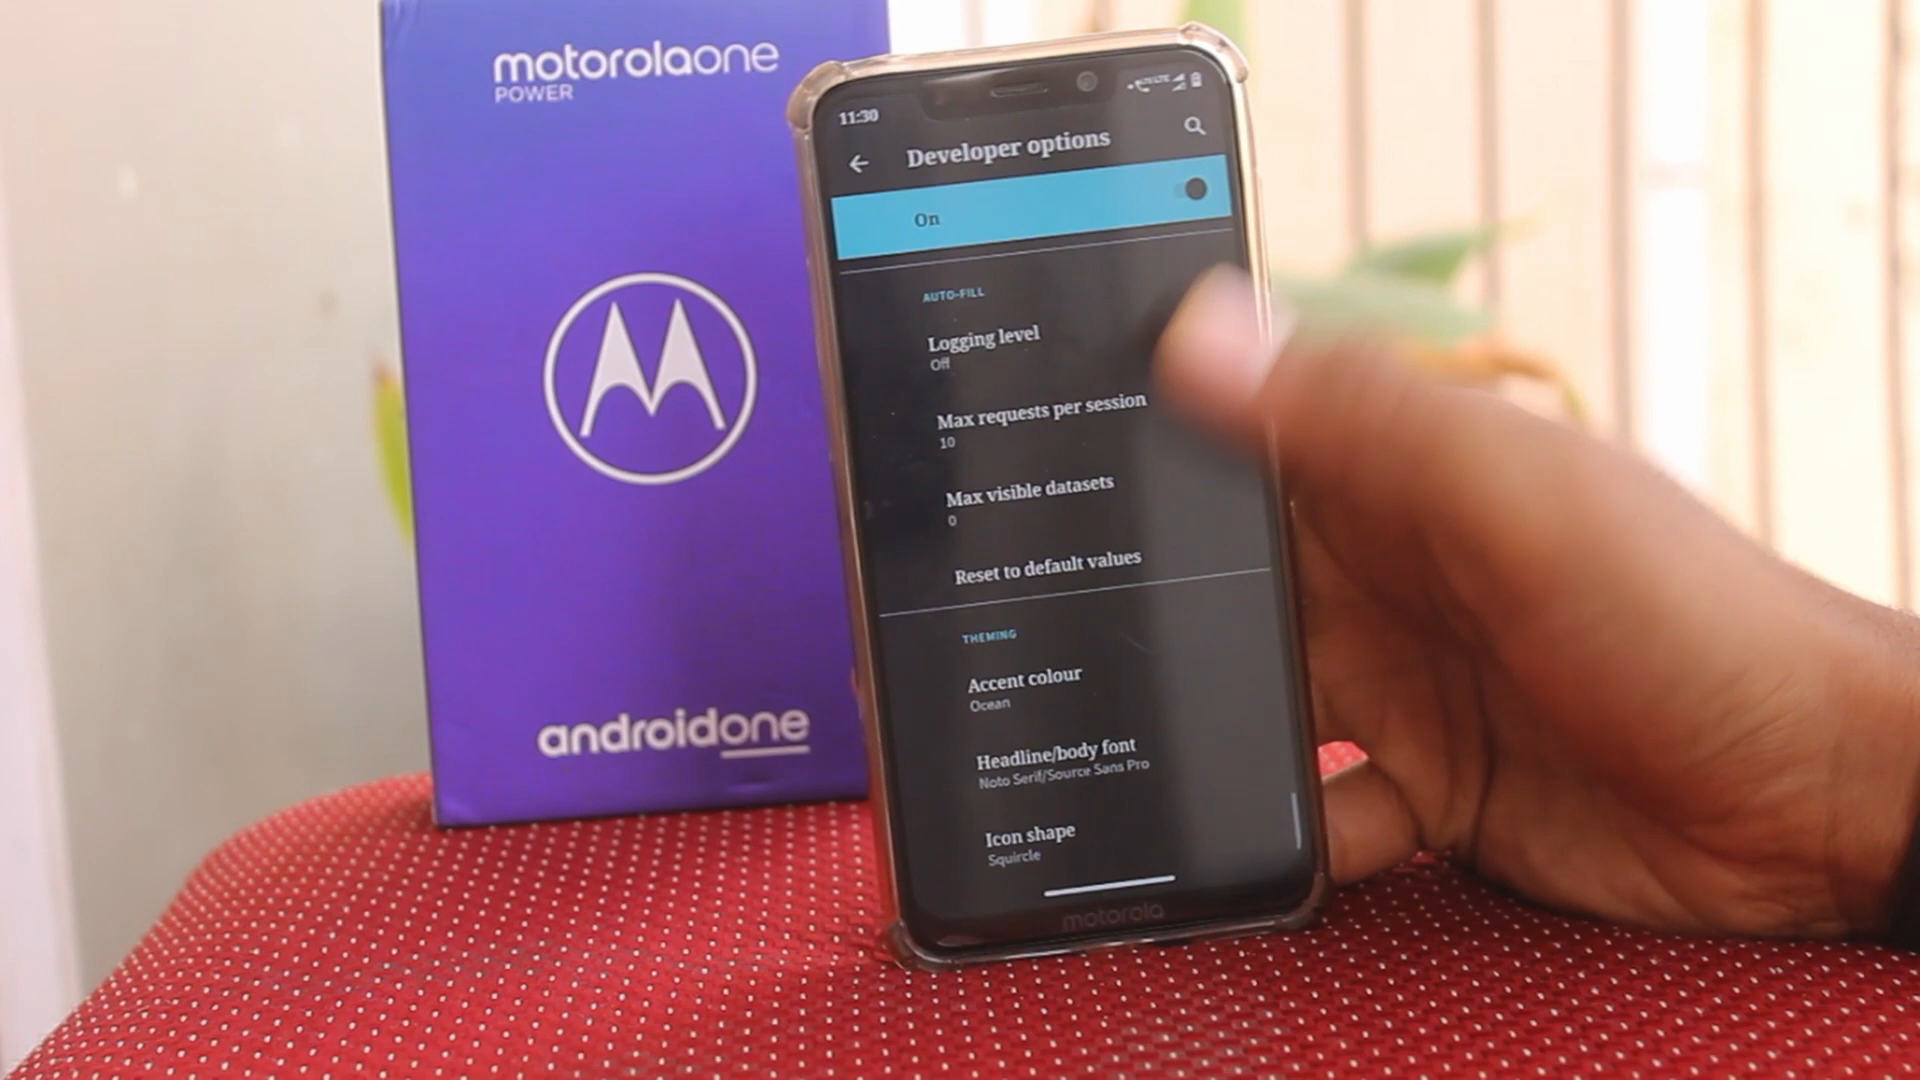 motorolaone
POWER
androidone
11:30
Developer options
On
AUTO-FILL
Logging level
Off
Max requests per session
10
Max visible datasets
0
Reset to default values
THEMING
Accent colour
Ocean
Headline/body font
Noto Serif/Source Sans Pro
Icon shape
Squircle
motorola